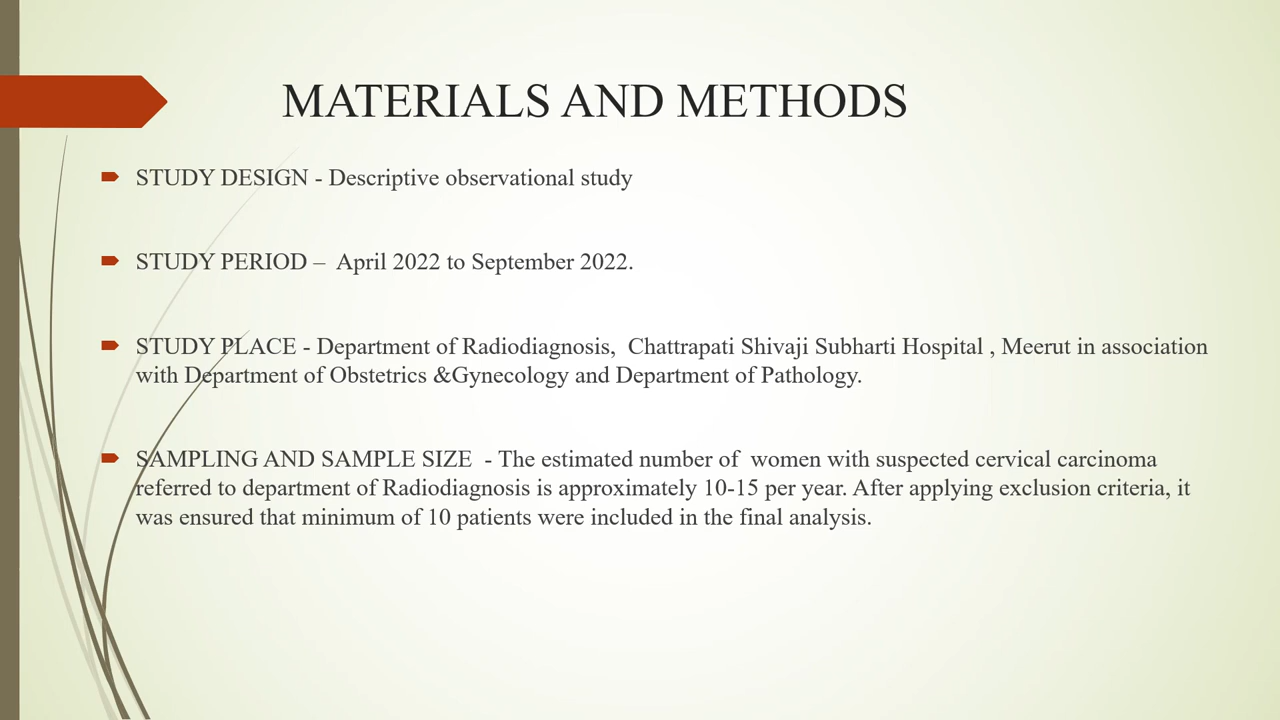 MATERIALS AND METHODS
STUDY DESIGN - Descriptive observational study
STUDY PERIOD –  April 2022 to September 2022.
STUDY PLACE - Department of Radiodiagnosis,  Chattrapati Shivaji Subharti Hospital , Meerut in association
with Department of Obstetrics &Gynecology and Department of Pathology.
SAMPLING AND SAMPLE SIZE  - The estimated number of  women with suspected cervical carcinoma
referred to department of Radiodiagnosis is approximately 10-15 per year. After applying exclusion criteria, it
was ensured that minimum of 10 patients were included in the final analysis.